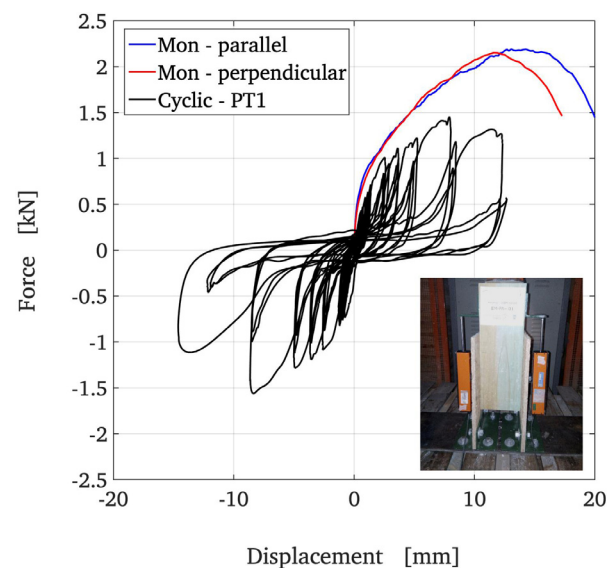 2.5
2
1.5
1
0.5
0
-0.5
-1
-1.5
-2
-2.5
Force [kN]
Mon - parallel
Mon - perpendicular
Cyclic - PT1
-20 -10 0 10 20
Displacement [mm]